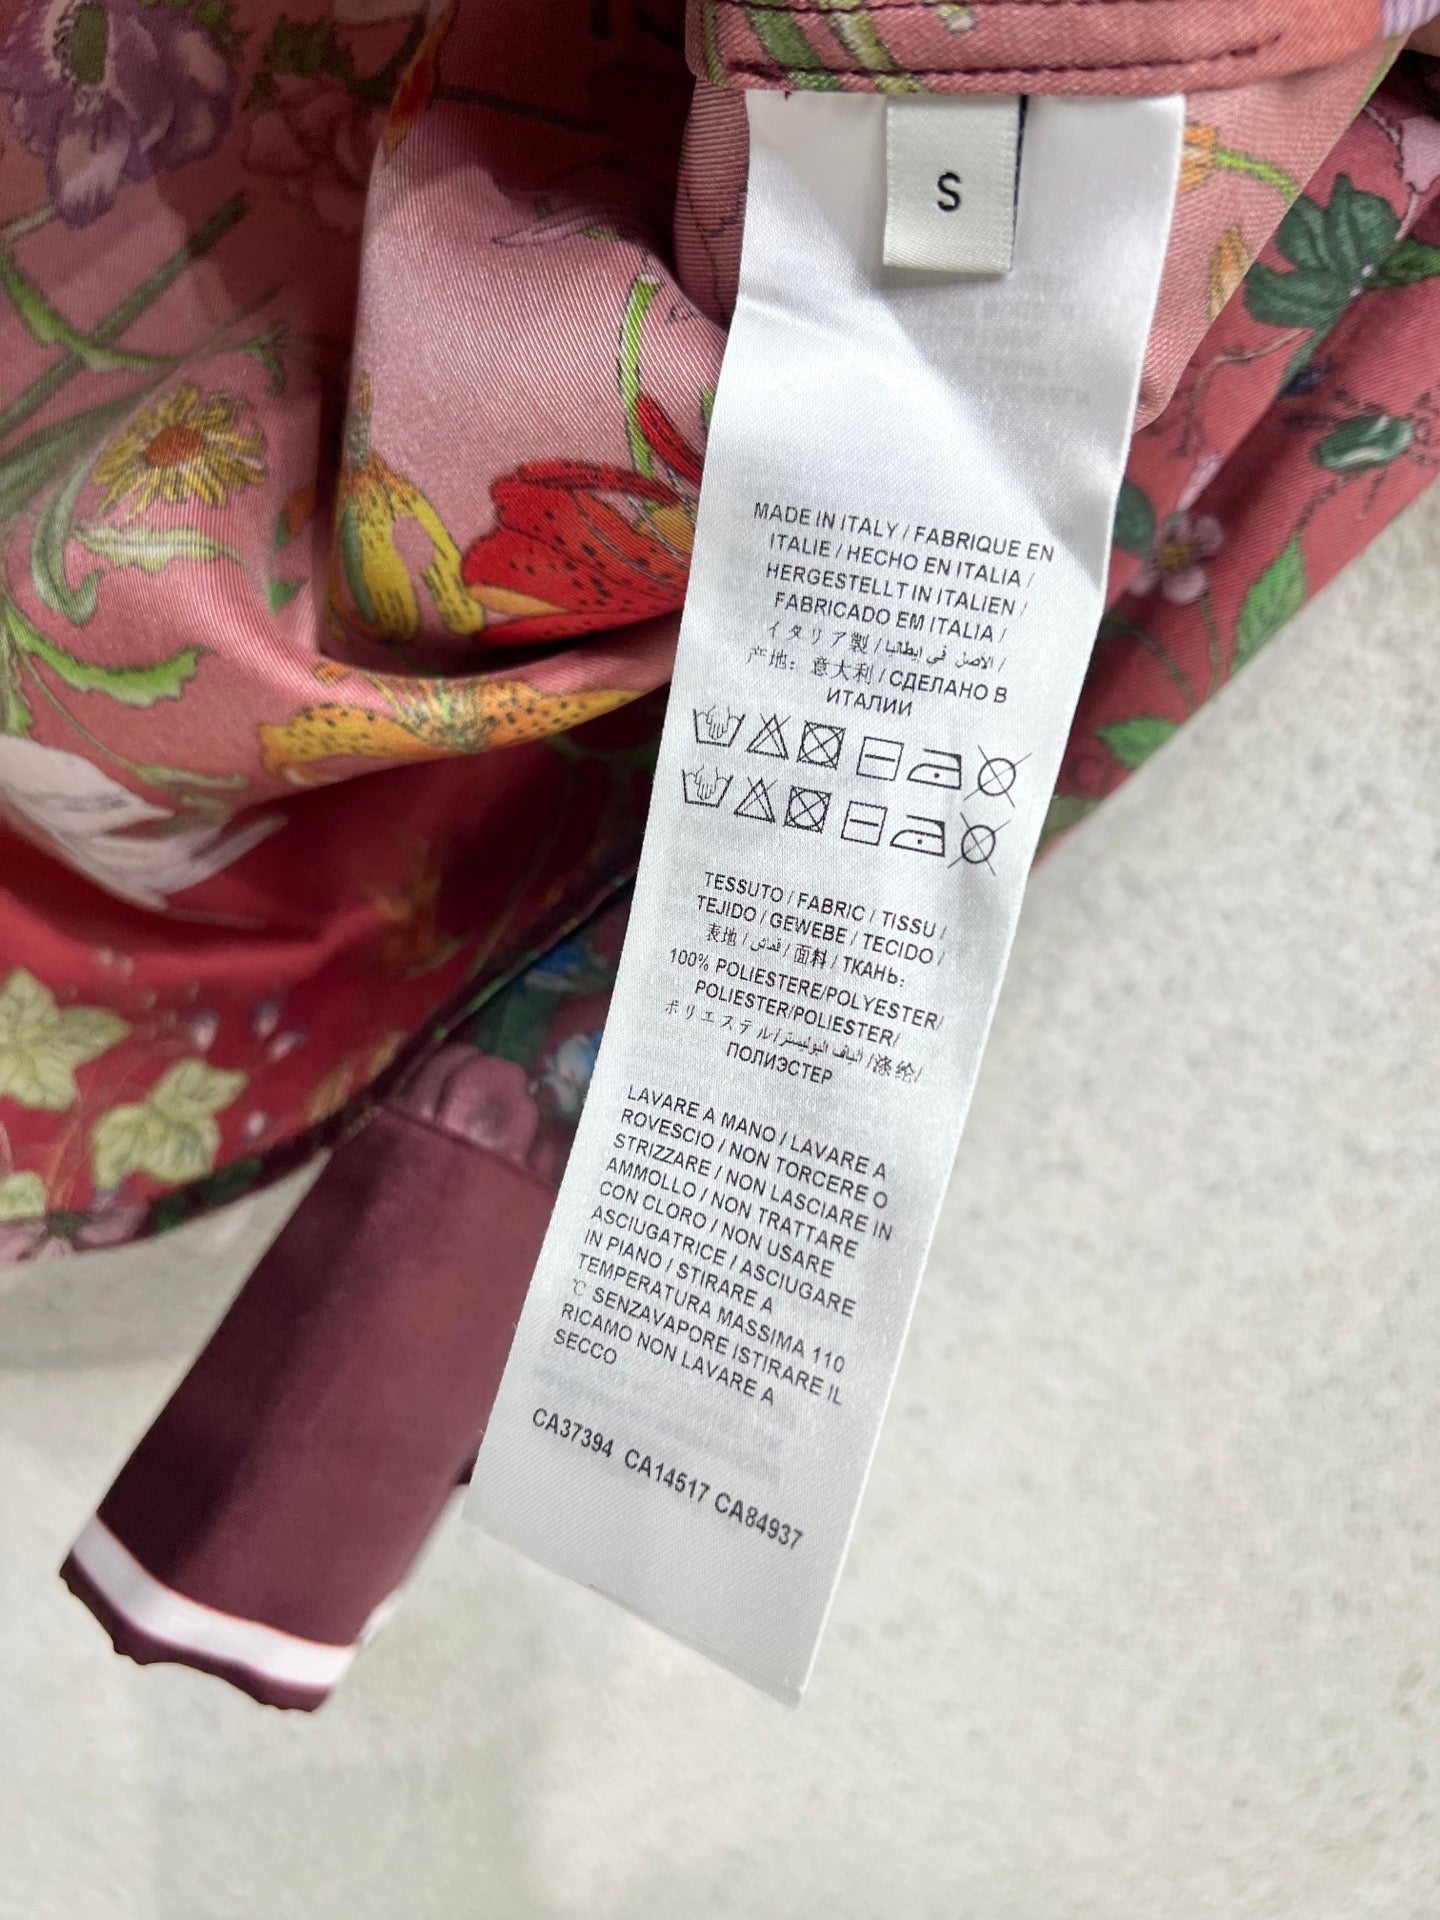 S
MADE IN ITALY / FABRIQUE EN
ITALIE / HECHO EN ITALIA /
HERGESTELLT IN ITALIEN /
FABRICADO EM ITALIA /
イタリア製 / الاصل في إيطاليا /
产地：意大利 / СДЕЛАНО В
ИТАЛИИ
TESSUTO / FABRIC / TISSU /
TEJIDO / GEWEBE / TECIDO /
表地 / قماش / 面料 / ТКАНЬ:
100% POLIESTERE/POLYESTER/
POLIESTER/POLIESTER/
ポリエステル/ألياف البوليستر/涤纶/
ПОЛИЭСТЕР
LAVARE A MANO / LAVARE A
ROVESCIO / NON TORCERE O
STRIZZARE / NON LASCIARE IN
AMMOLLO / NON TRATTARE
CON CLORO / NON USARE
ASCIUGATRICE / ASCIUGARE
IN PIANO / STIRARE A
TEMPERATURA MASSIMA 110
°C SENZAVAPORE ISTIRARE IL
RICAMO NON LAVARE A
SECCO
CA37394 CA14517 CA84937